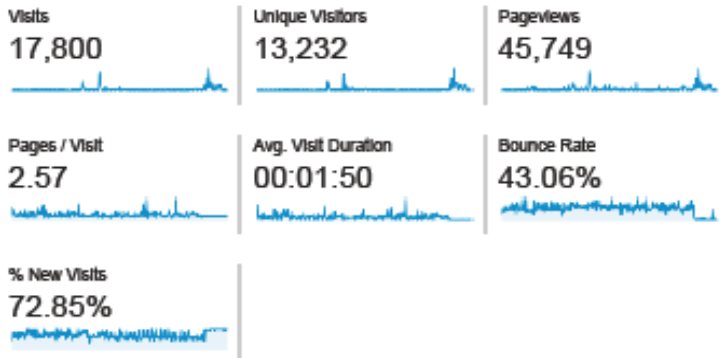 Visits
17,800
Unique Visitors
13,232
Pageviews
45,749
Pages / Visit
2.57
Avg. Visit Duration
00:01:50
Bounce Rate
43.06%
% New Visits
72.85%